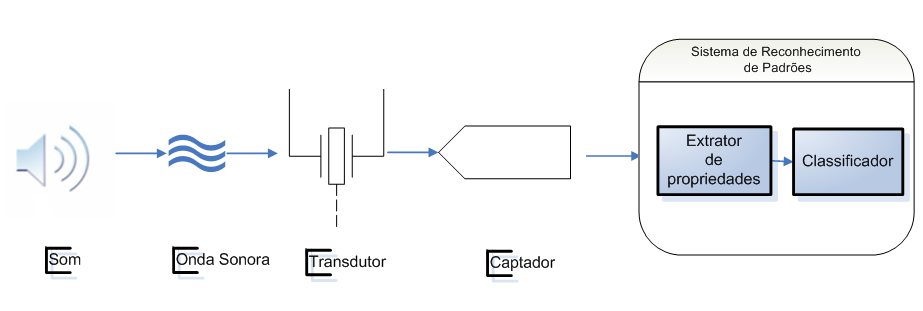 Sistema de Reconhecimento
de Padrões
Extrator
de
propriedades
Classificador
Som
Onda Sonora
Transdutor
Captador